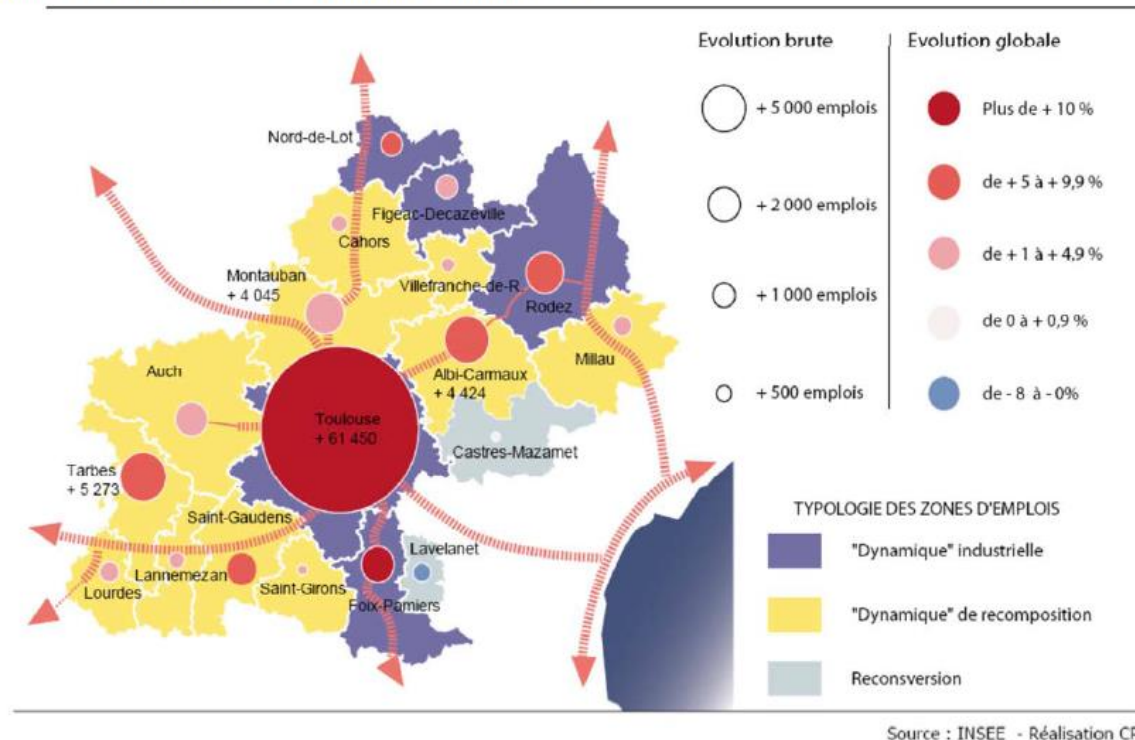 Evolution brute
+ 5 000 emplois
+ 2 000 emplois
+ 1 000 emplois
+ 500 emplois
Evolution globale
Plus de + 10 %
de + 5 à + 9,9 %
de + 1 à + 4,9 %
de 0 à + 0,9 %
de - 8 à - 0%
Nord-de-Lot
Figeac-Decazeville
Cahors
Montauban
+ 4 045
Villefranche-de-R.
Rodez
Millau
Auch
Albi-Carmaux
+ 4 424
Toulouse
+ 61 450
Castres-Mazamet
Tarbes
+ 5 273
Saint-Gaudens
Lavelanet
Lannemezan
Lourdes
Saint-Girons
Foix-Pamiers
TYPOLOGIE DES ZONES D'EMPLOIS
"Dynamique" industrielle
"Dynamique" de recomposition
Reconsversion
Source : INSEE - Réalisation